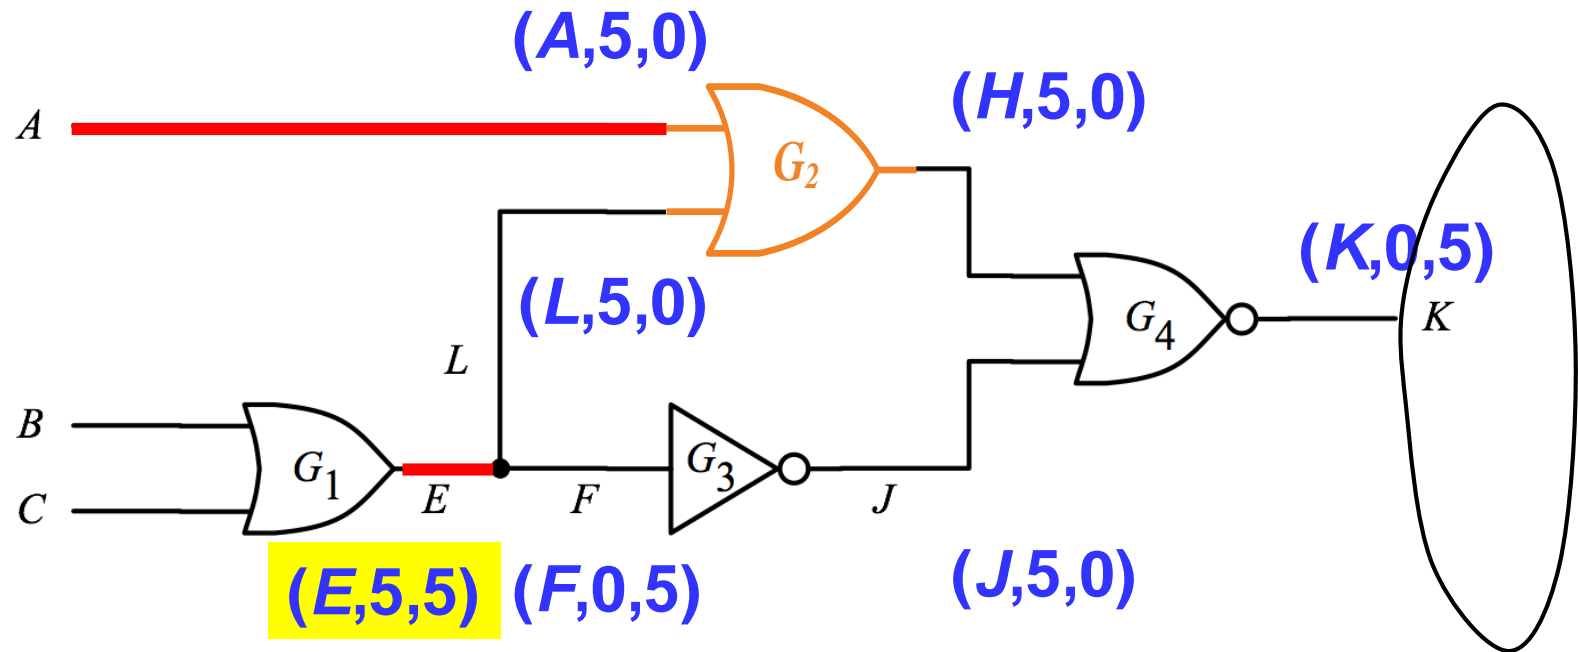 (A,5,0)
(H,5,0)
A
G2
(K,0,5)
(L,5,0)
G4
K
L
B
G1
G3
C
E
F
J
(E,5,5)
(F,0,5)
(J,5,0)